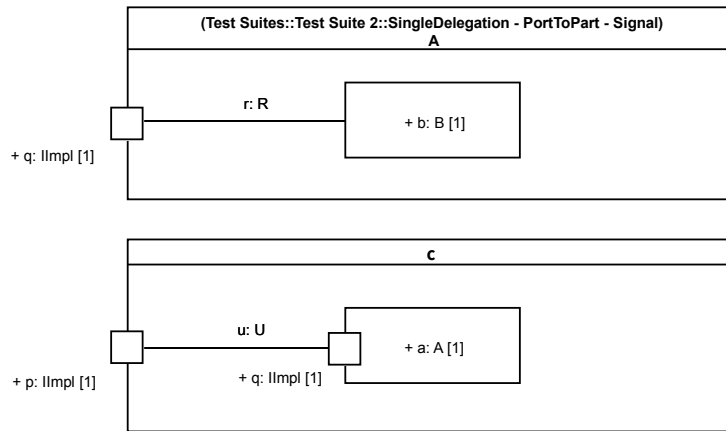 (Test Suites::Test Suite 2::SingleDelegation - PortToPart - Signal)
A
r: R
+ b: B [1]
+ q: IImpl [1]
c
u: U
+ a: A [1]
+ p: IImpl [1]
+ q: IImpl [1]